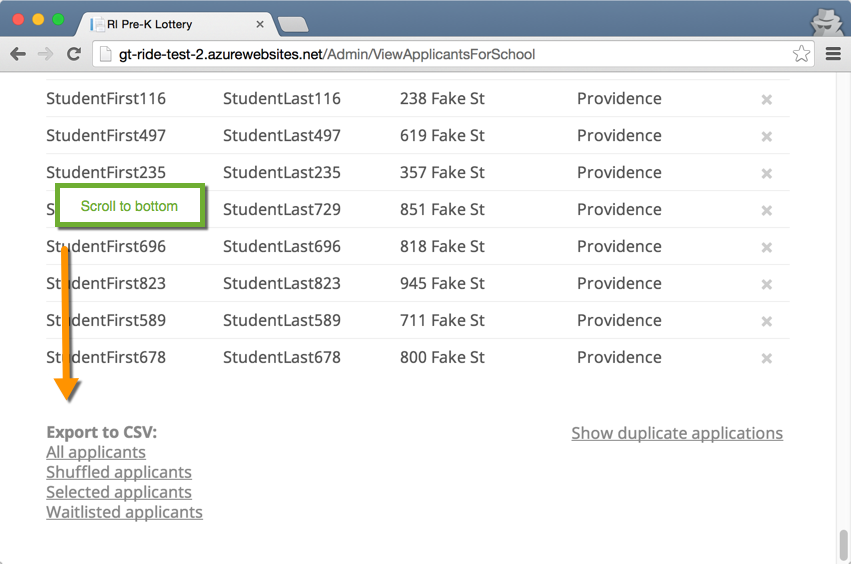 RI Pre-K Lottery
gt-ride-test-2.azurewebsites.net/Admin/ViewApplicantsForSchool
StudentFirst116 StudentLast116 238 Fake St Providence
StudentFirst497 StudentLast497 619 Fake St Providence
StudentFirst235 StudentLast235 357 Fake St Providence
Scroll to bottom
StudentLast729 851 Fake St Providence
StudentFirst696 StudentLast696 818 Fake St Providence
StudentFirst823 StudentLast823 945 Fake St Providence
StudentFirst589 StudentLast589 711 Fake St Providence
StudentFirst678 StudentLast678 800 Fake St Providence
Export to CSV:
Show duplicate applications
All applicants
Shuffled applicants
Selected applicants
Waitlisted applicants